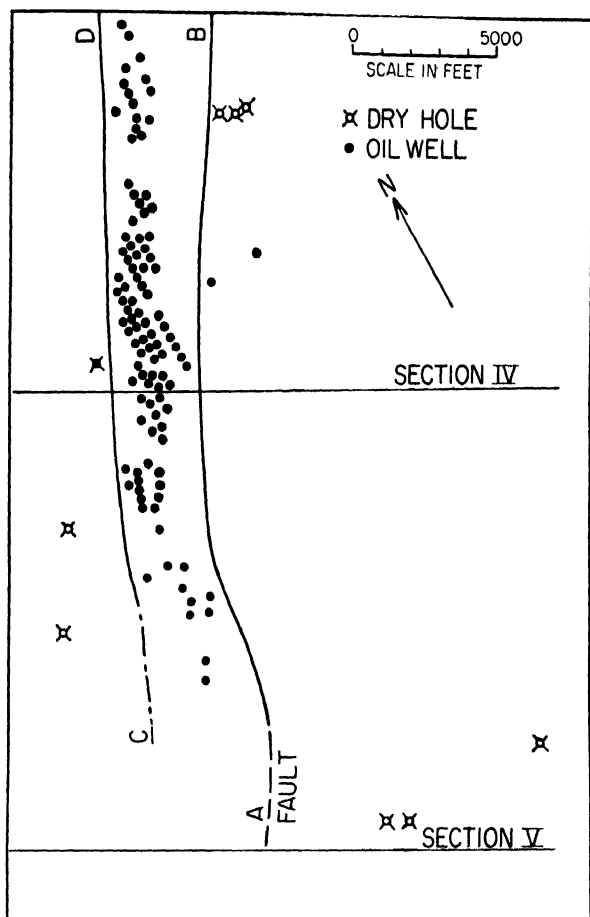 D
B
0 5000
SCALE IN FEET
DRY HOLE
OIL WELL
N
SECTION IV
C
A
FAULT
SECTION V